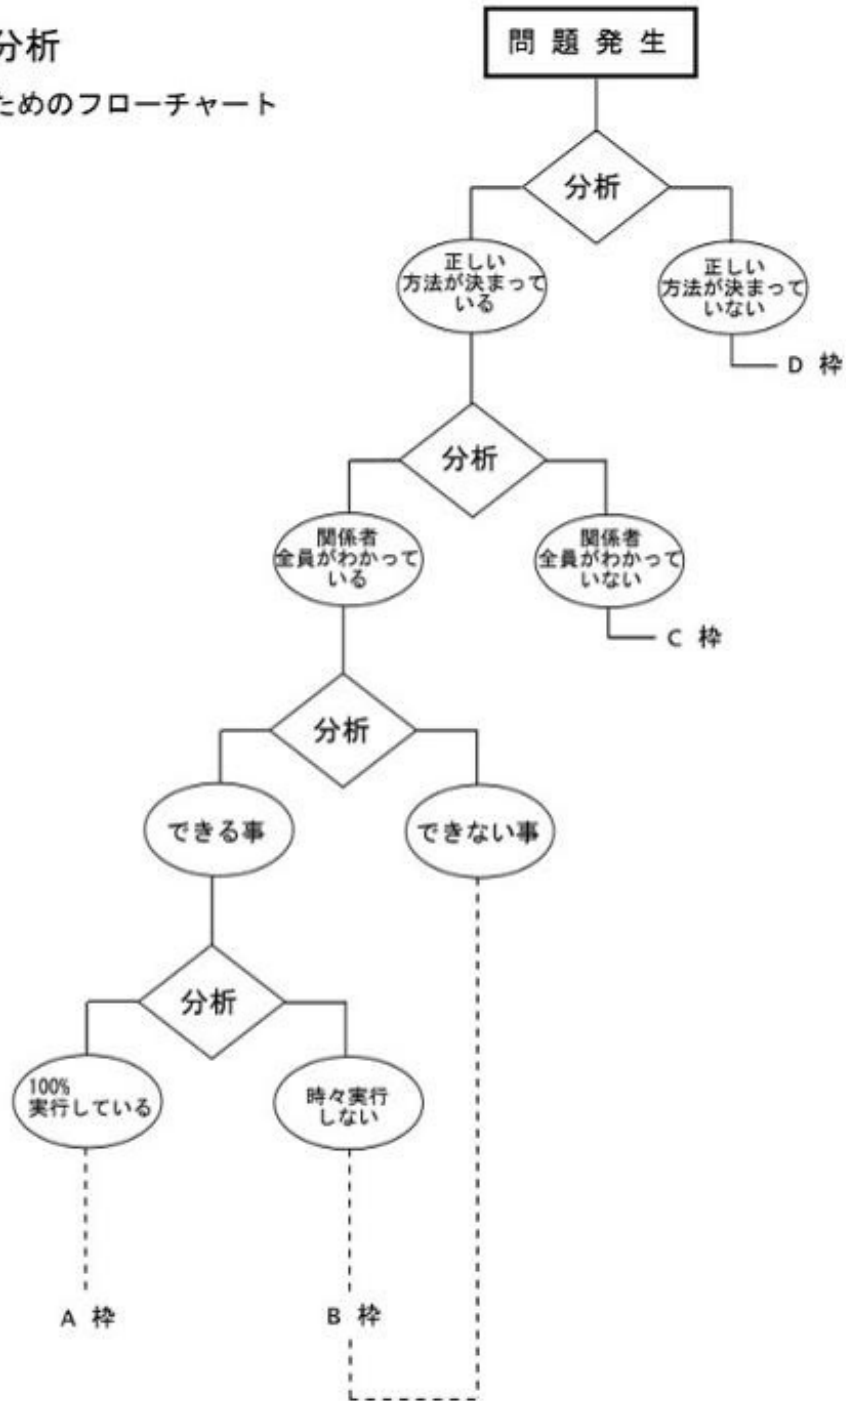 分析
ためのフローチャート
問題発生
分析
正しい
方法が決まって
いる
正しい
方法が決まって
いない
D 枠
分析
関係者
全員がわかって
いる
関係者
全員がわかって
いない
C 枠
分析
できる事
できない事
分析
100%
実行している
時々実行
しない
A 枠
B 枠